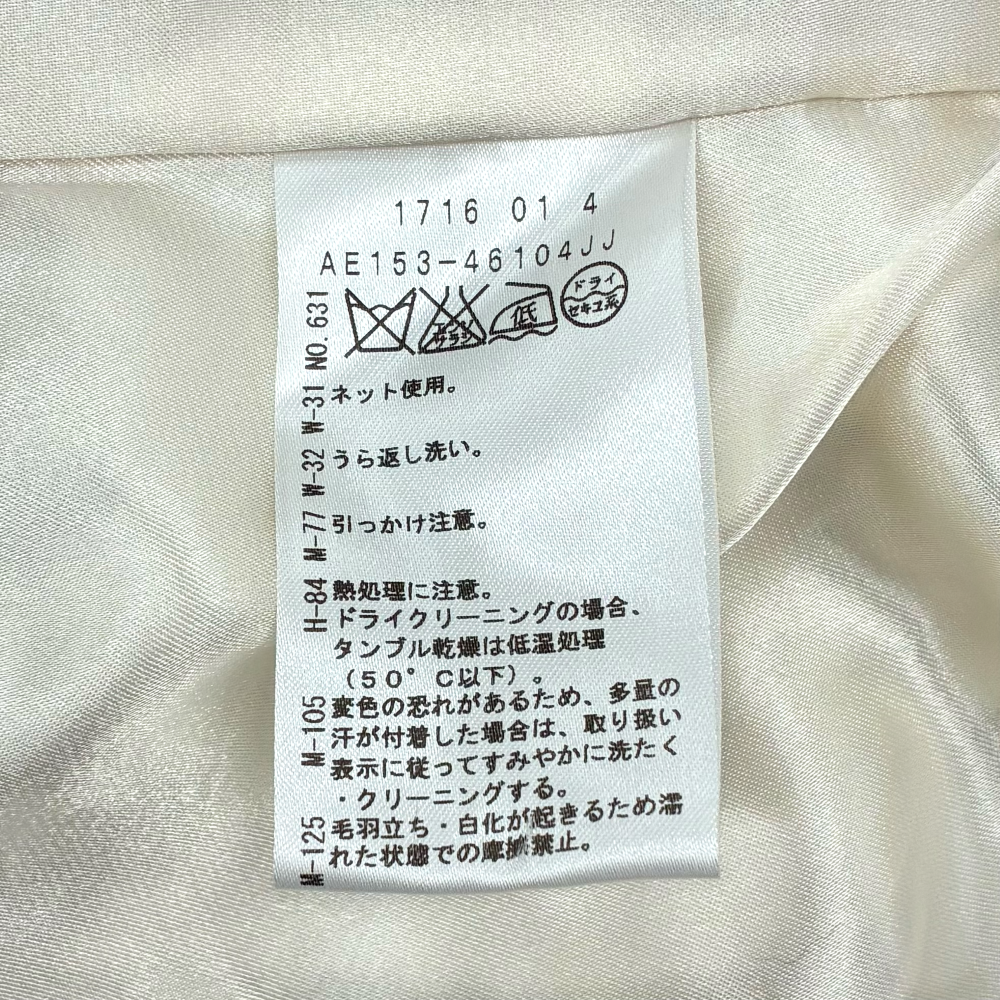 1716 01 4
AE153-46104JJ
エンソ
サラシ
低
ドライ
セキユ系
NO. 631
W-31
W-32
M-77
H-84
M-105
M-125
ネット使用。
うら返し洗い。
引っかけ注意。
熱処理に注意。
ドライクリーニングの場合、
タンブル乾燥は低温処理
(50°C以下)。
変色の恐れがあるため、多量の
汗が付着した場合は、取り扱い
表示に従ってすみやかに洗たく
・クリーニングする。
毛羽立ち・白化が起きるため濡
れた状態での摩擦禁止。